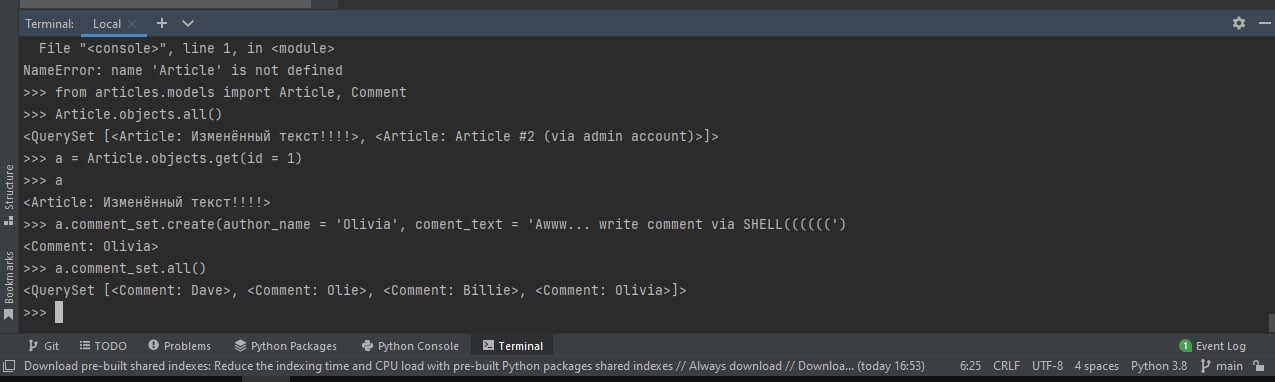 Terminal: Local
File "<console>", line 1, in <module>
NameError: name 'Article' is not defined
>>> from articles.models import Article, Comment
>>> Article.objects.all()
<QuerySet [<Article: Изменённый текст!!!!>, <Article: Article #2 (via admin account)>]>
>>> a = Article.objects.get(id = 1)
>>> a
<Article: Изменённый текст!!!!>
>>> a.comment_set.create(author_name = 'Olivia', coment_text = 'Awww... write comment via SHELL((((((')
<Comment: Olivia>
>>> a.comment_set.all()
<QuerySet [<Comment: Dave>, <Comment: Olie>, <Comment: Billie>, <Comment: Olivia>]>
>>>
Structure
Bookmarks
Git TODO Problems Python Packages Python Console Terminal 1 Event Log
Download pre-built shared indexes: Reduce the indexing time and CPU load with pre-built Python packages shared indexes // Always download // Downloa... (today 16:53) 6:25 CRLF UTF-8 4 spaces Python 3.8 main